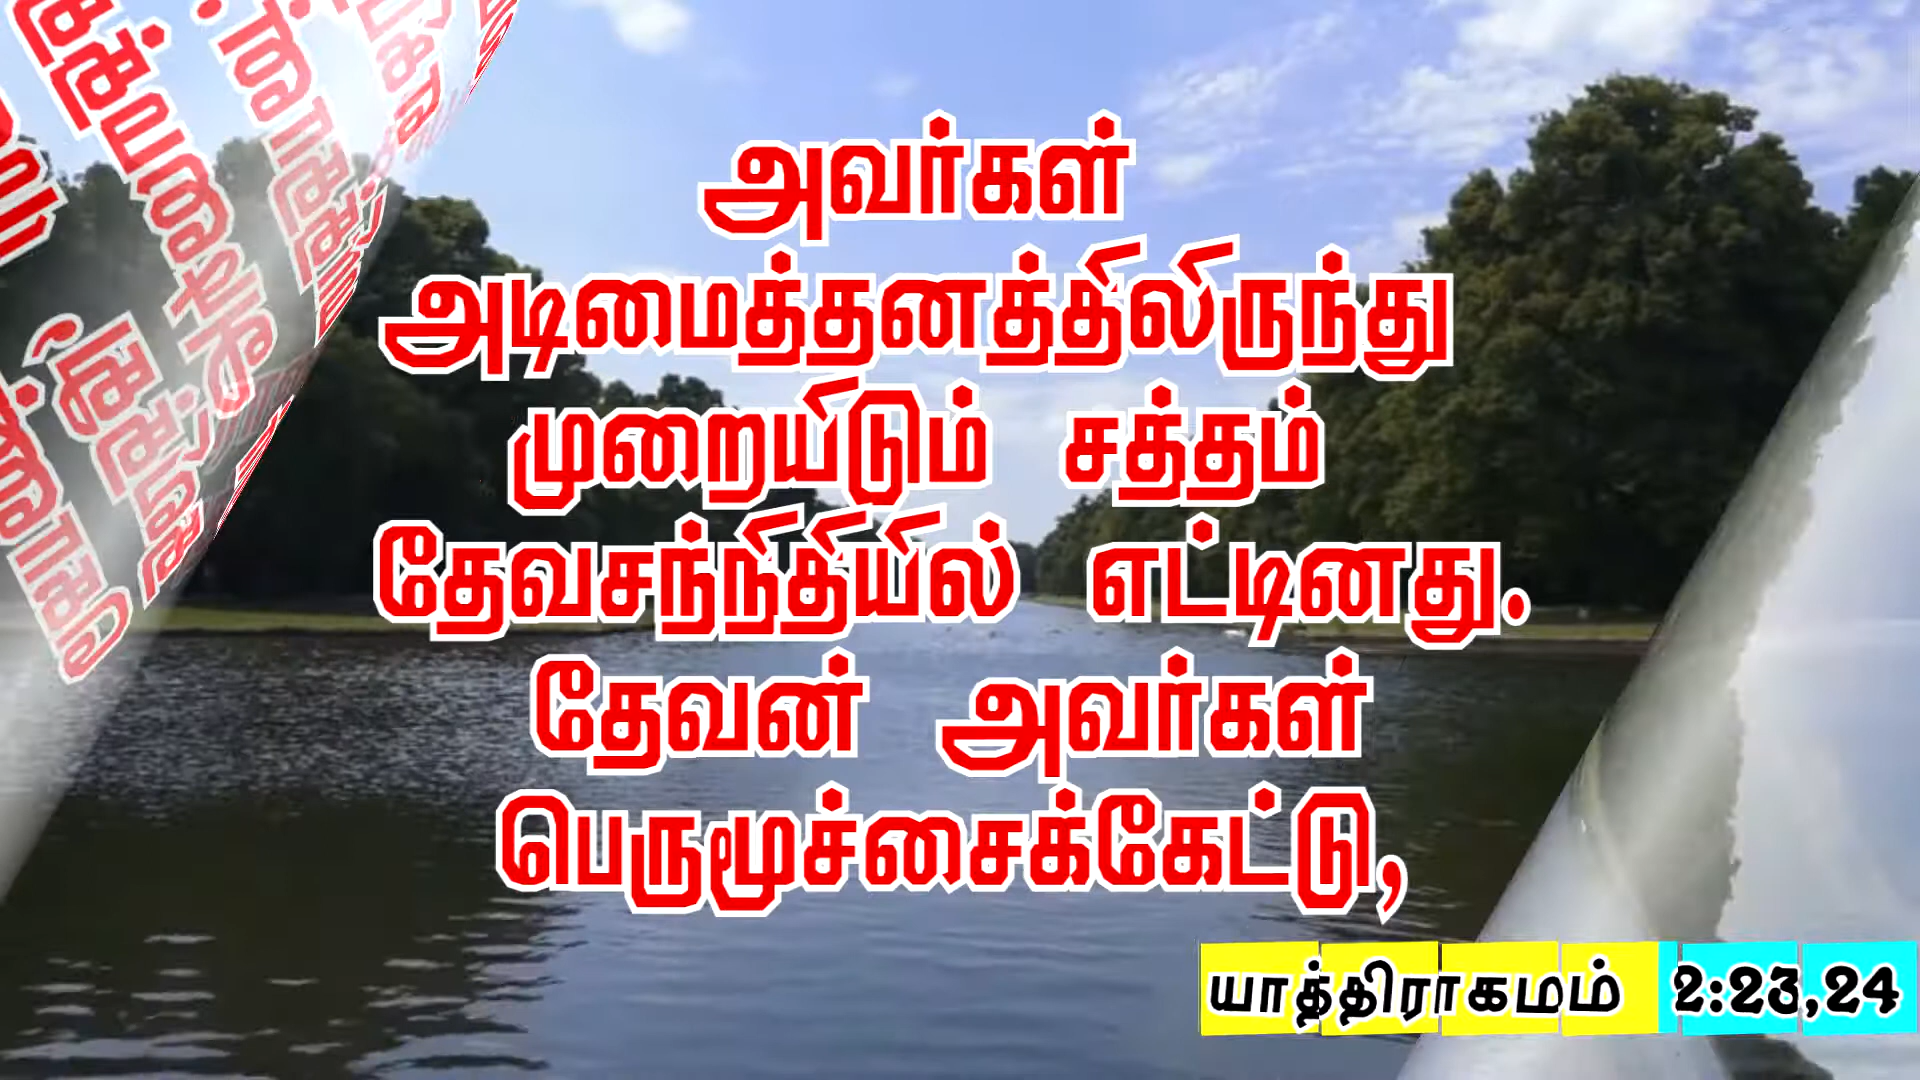 அவர்கள்
அடிமைத்தனத்திலிருந்து
முறையிடும் சத்தம்
தேவசந்நிதியில் எட்டினது.
தேவன் அவர்கள்
பெருமூச்சைக்கேட்டு,
யாத்திராகமம் 2:23,24